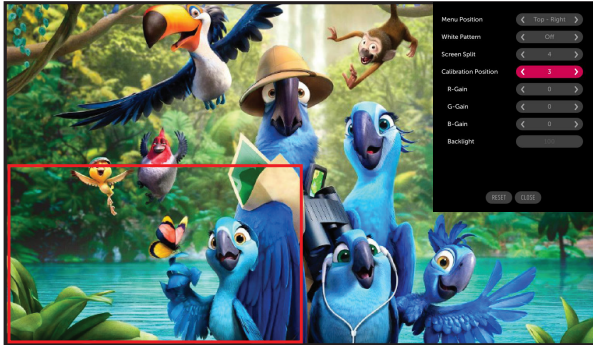 Menu Position < Top - Right >
White Pattern < Off >
Screen Split < 4 >
Calibration Position < 3 >
R-Gain < 0 >
G-Gain < 0 >
B-Gain < 0 >
Backlight
RESET CLOSE